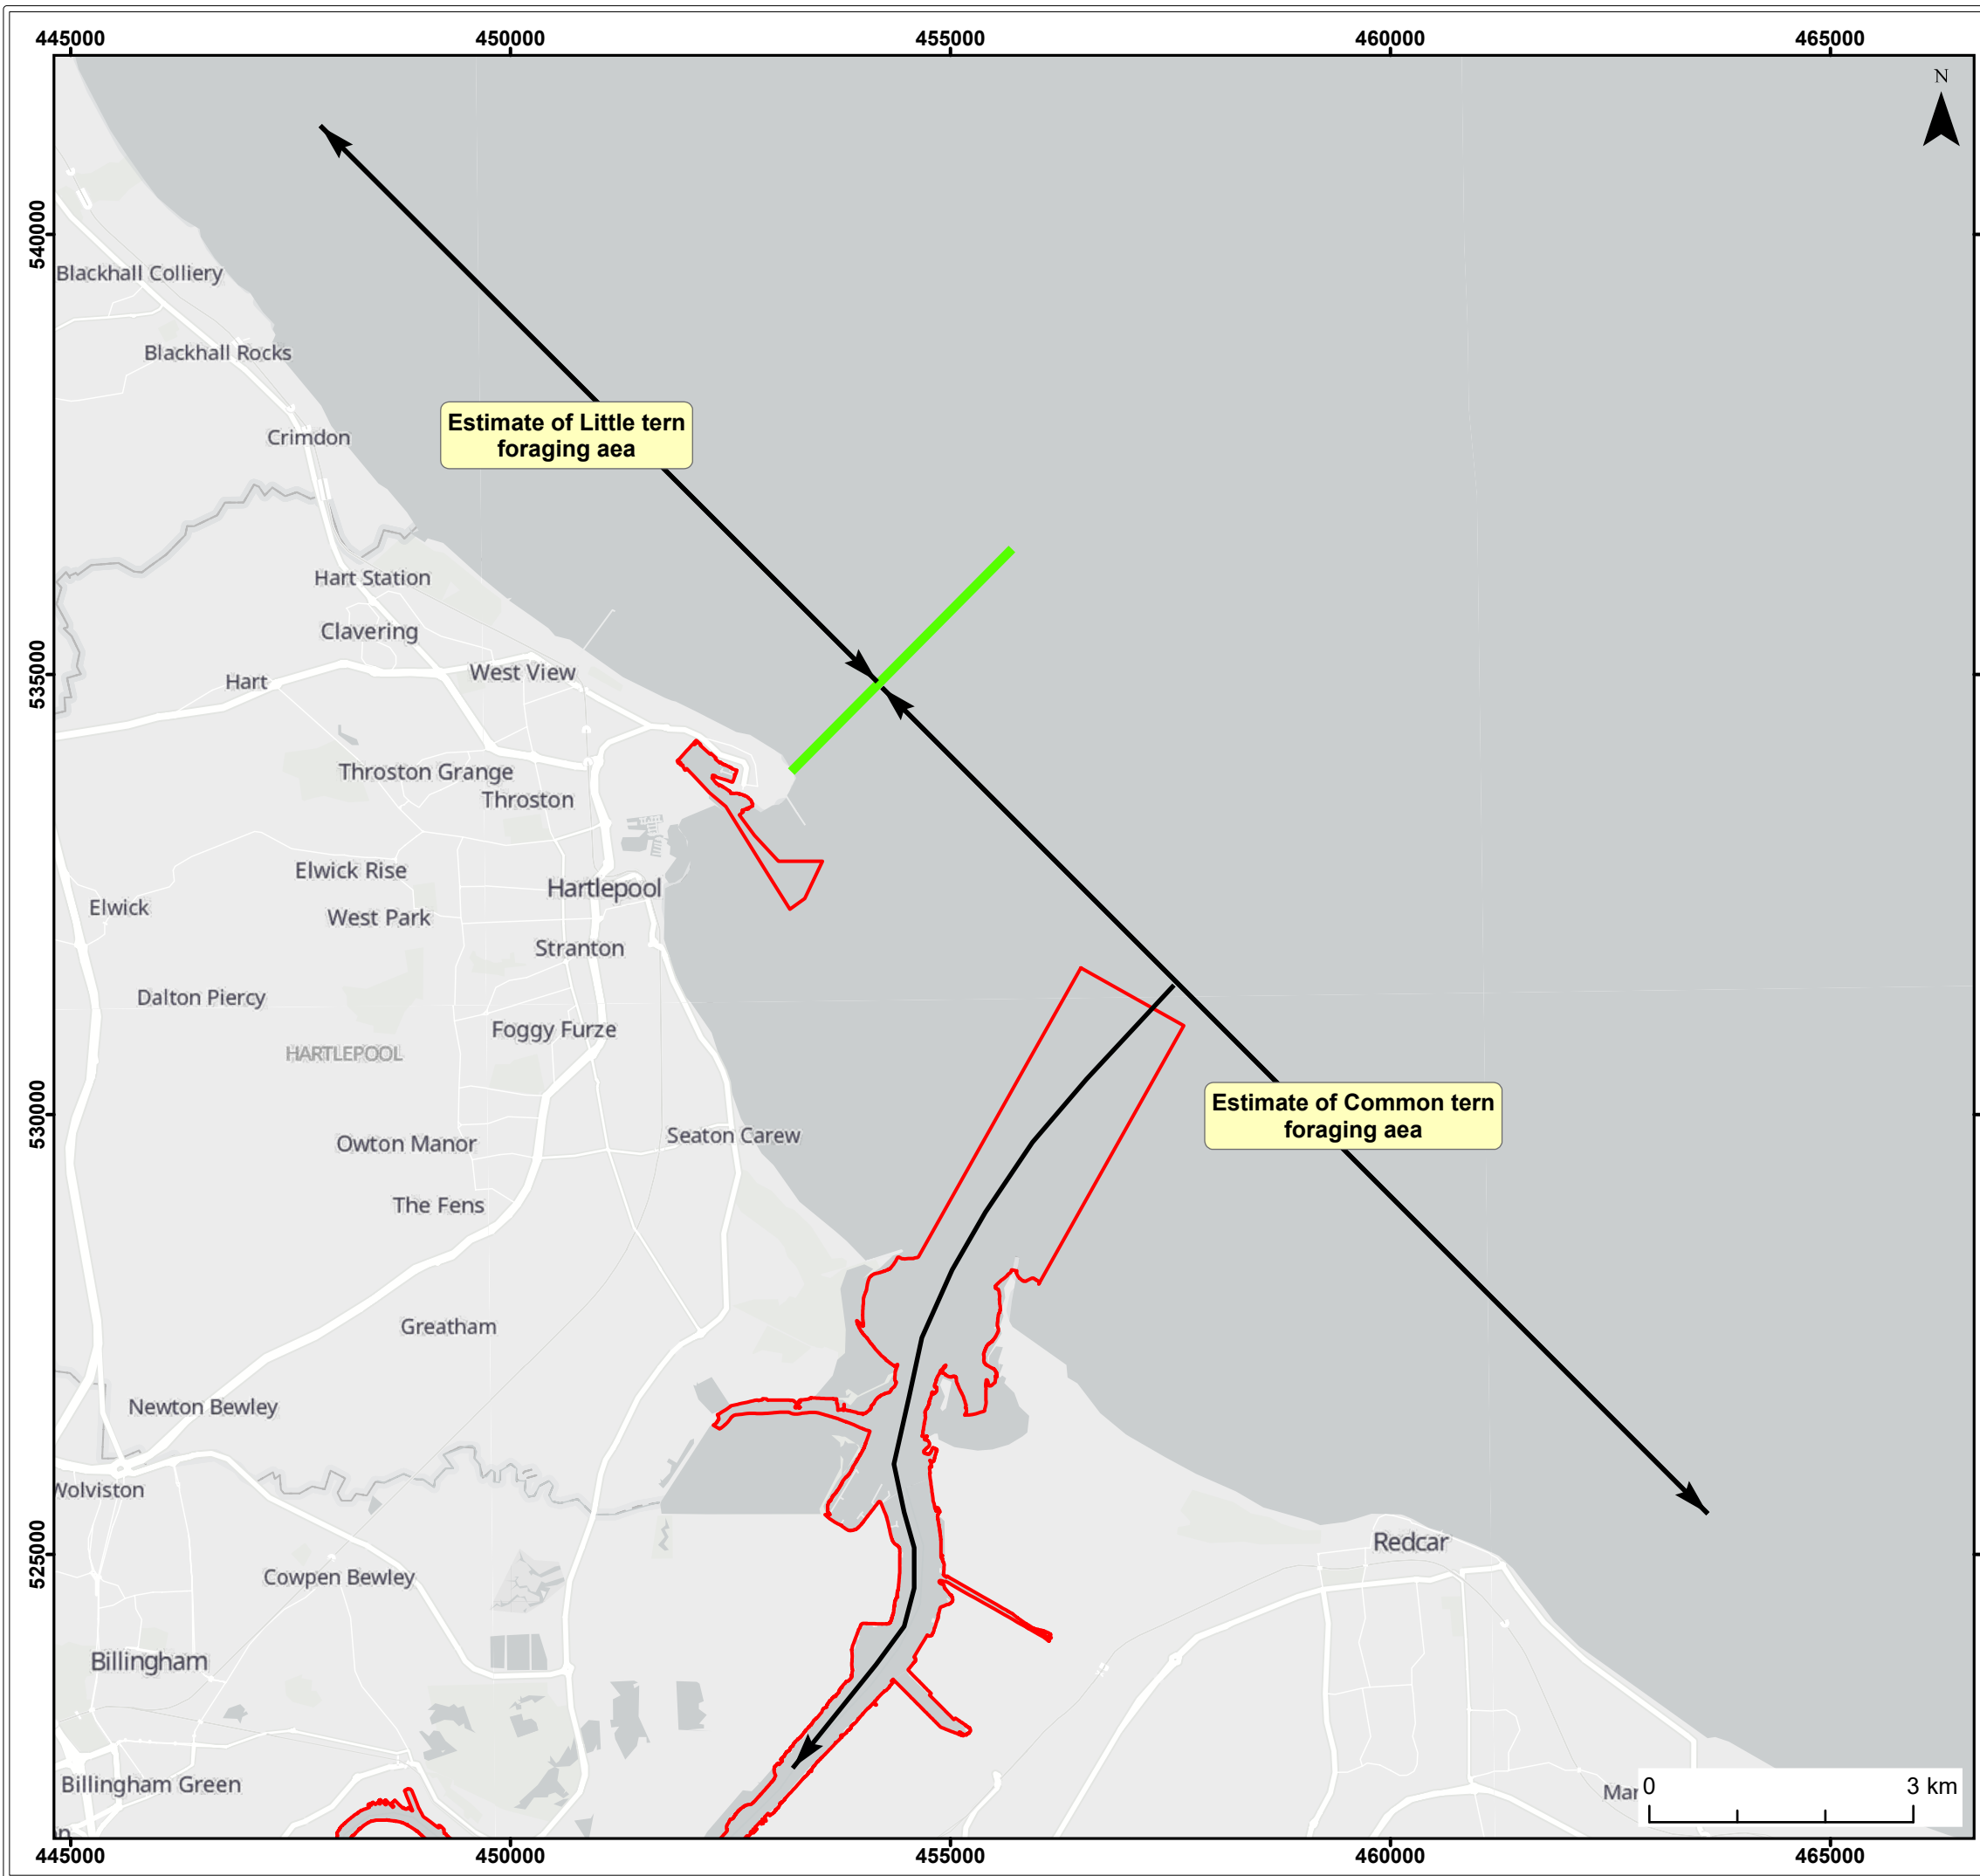 445000 450000 455000 460000 465000
N
540000
Blackhall Colliery
Blackhall Rocks
Estimate of Little tern
foraging aea
Crimdon
Hart Station
Clavering
535000
West View
Hart
Throston Grange
Throston
Elwick Rise
Hartlepool
Elwick
West Park
Stranton
Dalton Piercy
Foggy Furze
HARTLEPOOL
530000
Estimate of Common tern
foraging aea
Seaton Carew
Owton Manor
The Fens
Greatham
Newton Bewley
Wolviston
525000
Redcar
Cowpen Bewley
Billingham
Billingham Green
Mar
0 3 km
445000 450000 455000 460000 465000